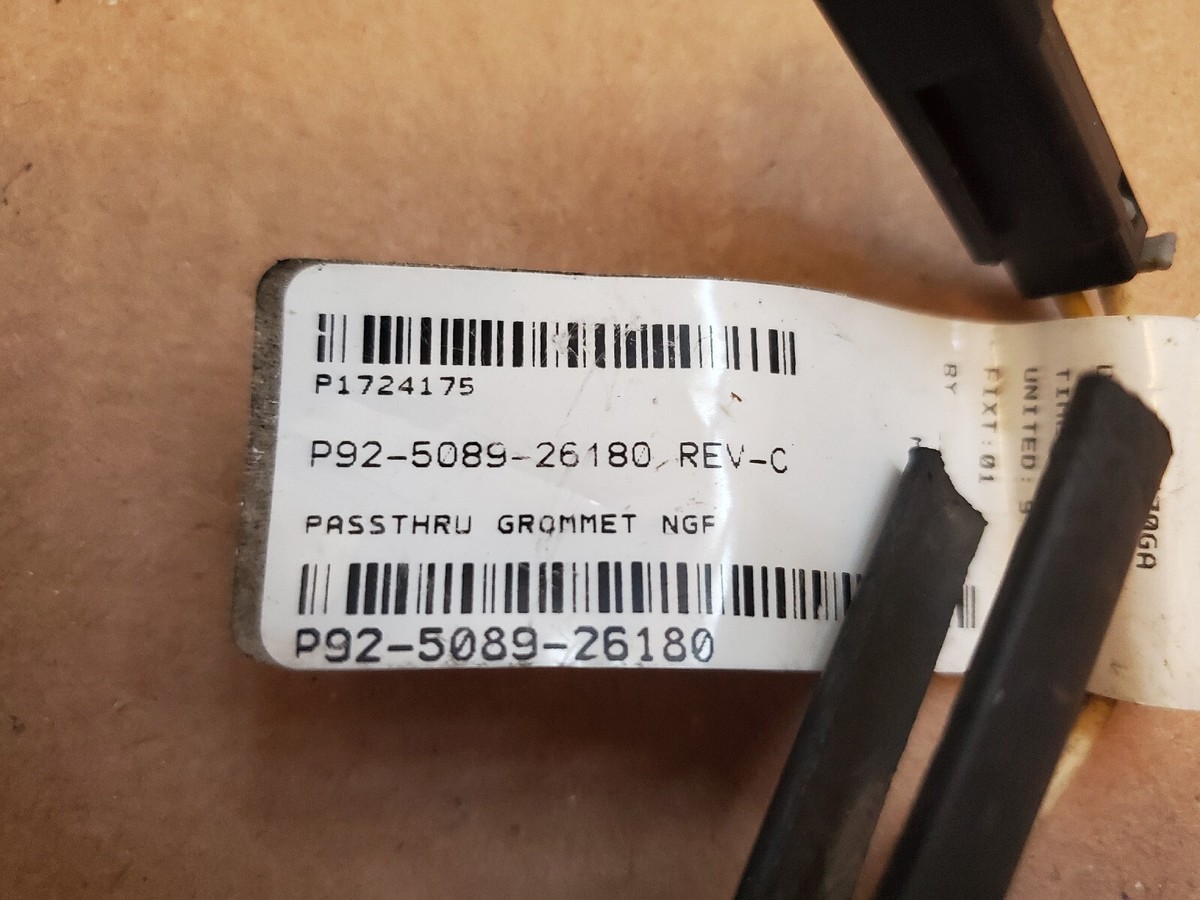 P1724175
P92-5089-26180 REV-C
PASSTHRU GROMMET NGF
P92-5089-26180
UNITED:
FIXT:01
BY